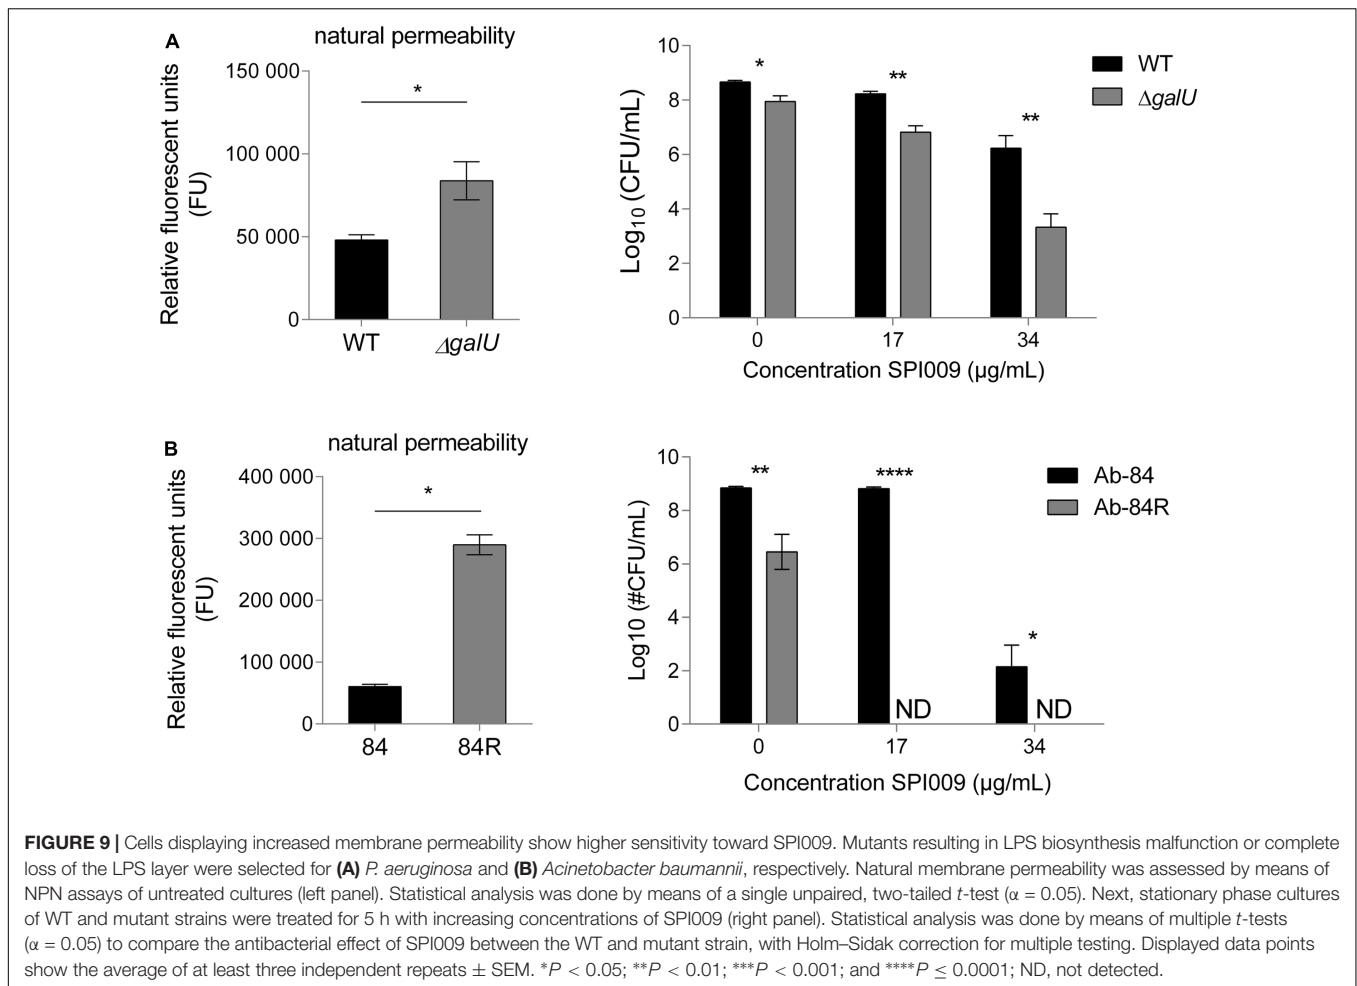 A
natural permeability
Relative fluorescent units
(FU)
150 000
100 000
50 000
0
*
WT
ΔgalU
Log10 (CFU/mL)
10
8
6
4
2
0
*
**
**
0
17
34
Concentration SPI009 (µg/mL)
WT
ΔgalU
B
natural permeability
Relative fluorescent units
(FU)
400 000
300 000
200 000
100 000
0
*
84
84R
Log10 (#CFU/mL)
10
8
6
4
2
0
**
****
*
ND
ND
0
17
34
Concentration SPI009 (µg/mL)
Ab-84
Ab-84R
FIGURE 9 | Cells displaying increased membrane permeability show higher sensitivity toward SPI009. Mutants resulting in LPS biosynthesis malfunction or complete
loss of the LPS layer were selected for (A) P. aeruginosa and (B) Acinetobacter baumannii, respectively. Natural membrane permeability was assessed by means of
NPN assays of untreated cultures (left panel). Statistical analysis was done by means of a single unpaired, two-tailed t-test (α = 0.05). Next, stationary phase cultures
of WT and mutant strains were treated for 5 h with increasing concentrations of SPI009 (right panel). Statistical analysis was done by means of multiple t-tests
(α = 0.05) to compare the antibacterial effect of SPI009 between the WT and mutant strain, with Holm–Sidak correction for multiple testing. Displayed data points
show the average of at least three independent repeats ± SEM. *P < 0.05; **P < 0.01; ***P < 0.001; and ****P ≤ 0.0001; ND, not detected.